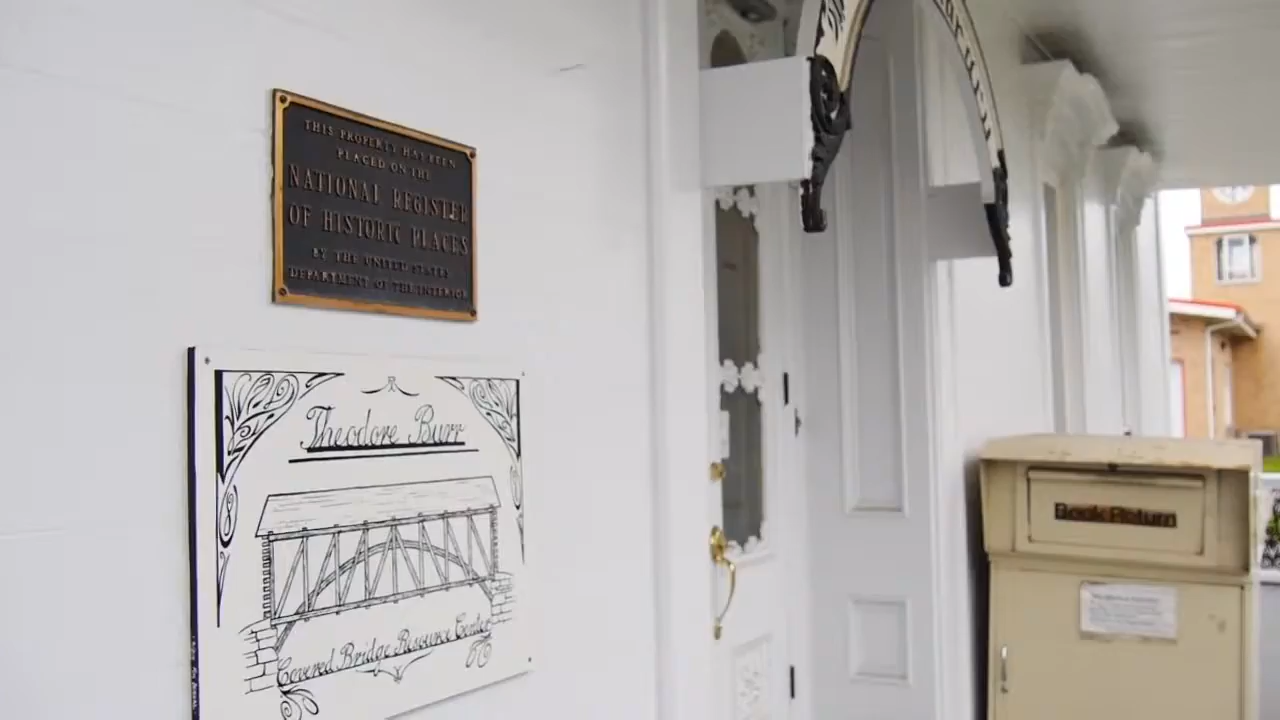 THIS PROPERTY HAS BEEN
PLACED ON THE
NATIONAL REGISTER
OF HISTORIC PLACES
BY THE UNITED STATES
DEPARTMENT OF THE INTERIOR
Theodore Burr
Covered Bridge Resource Center
Book Return